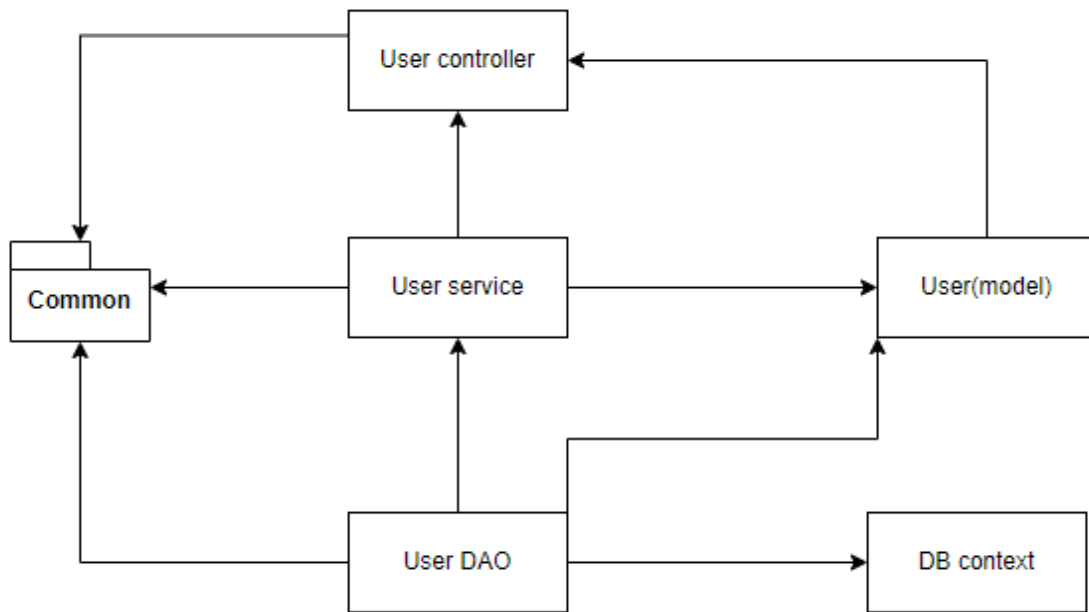 User controller
Common
User service
User(model)
User DAO
DB context